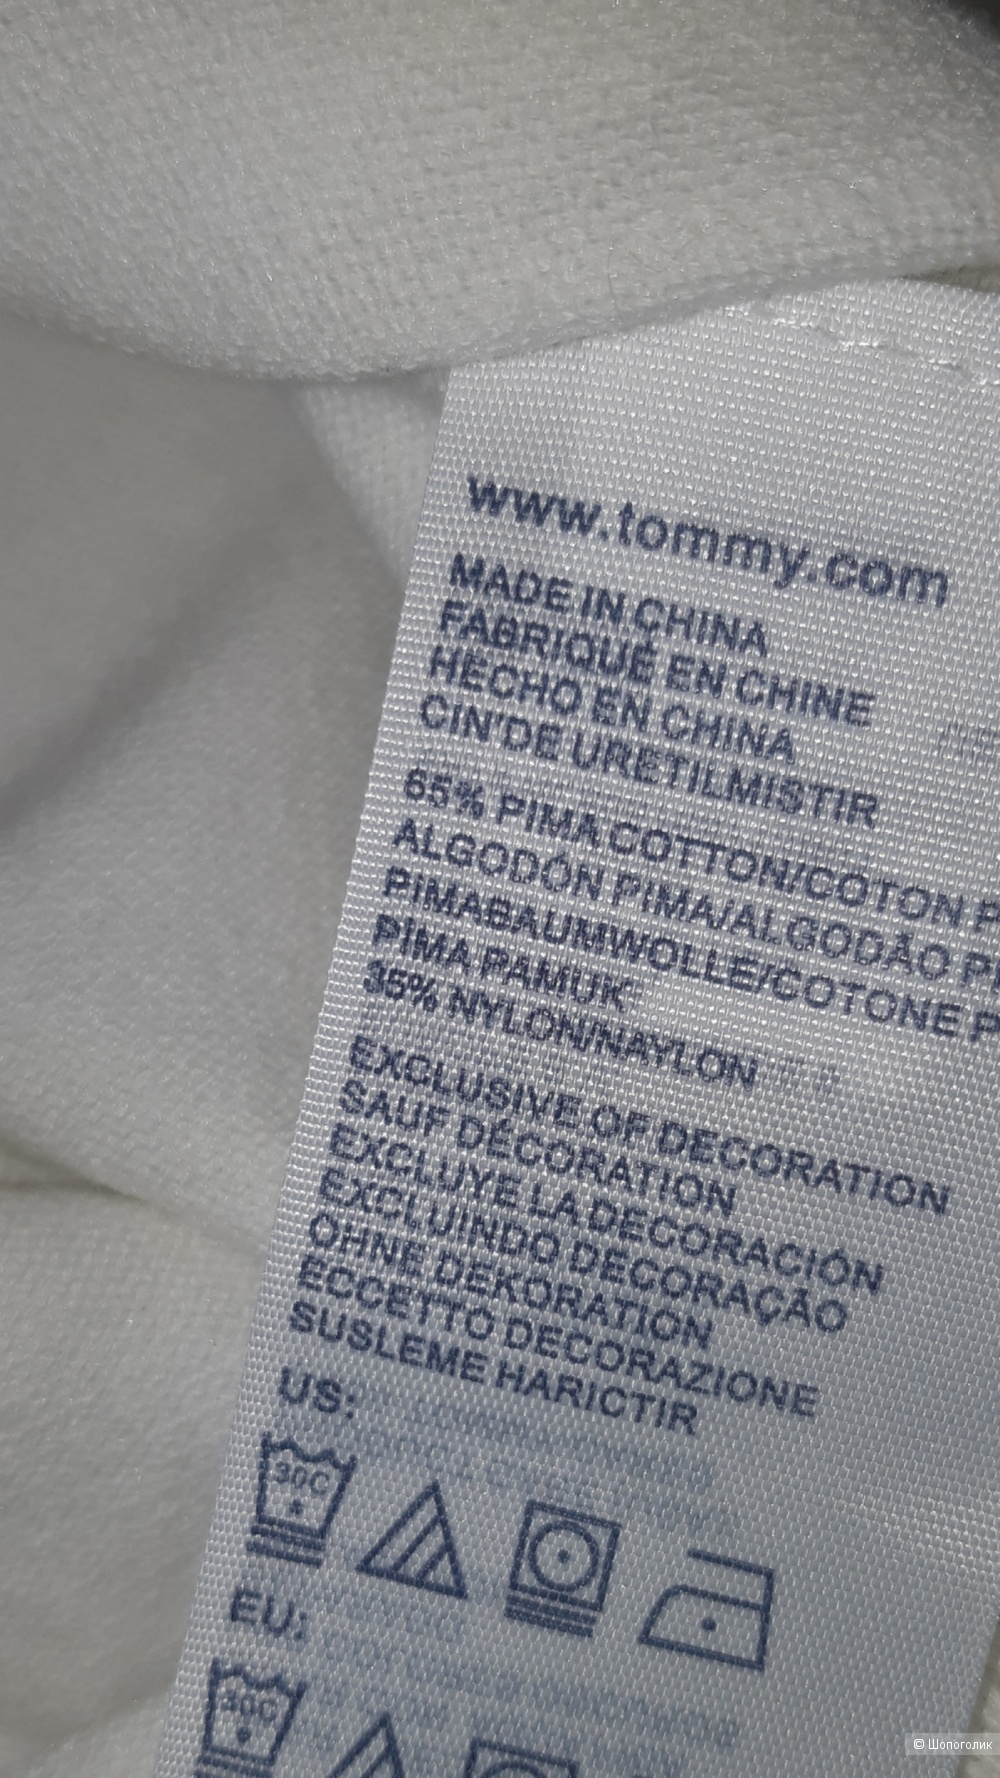 www.tommy.com
MADE IN CHINA
FABRIQUÉ EN CHINE
HECHO EN CHINA
CIN'DE URETILMISTIR
65% PIMA COTTON/COTON P
ALGODÓN PIMA/ALGODÃO PI
PIMABAUMWOLLE/COTONE P
PIMA PAMUK
35% NYLON/NAYLON
EXCLUSIVE OF DECORATION
SAUF DÉCORATION
EXCLUYE LA DECORACIÓN
EXCLUINDO DECORAÇÃO
OHNE DEKORATION
ECCETTO DECORAZIONE
SUSLEME HARICTIR
US:
30C
EU:
30C
© Шопоголик